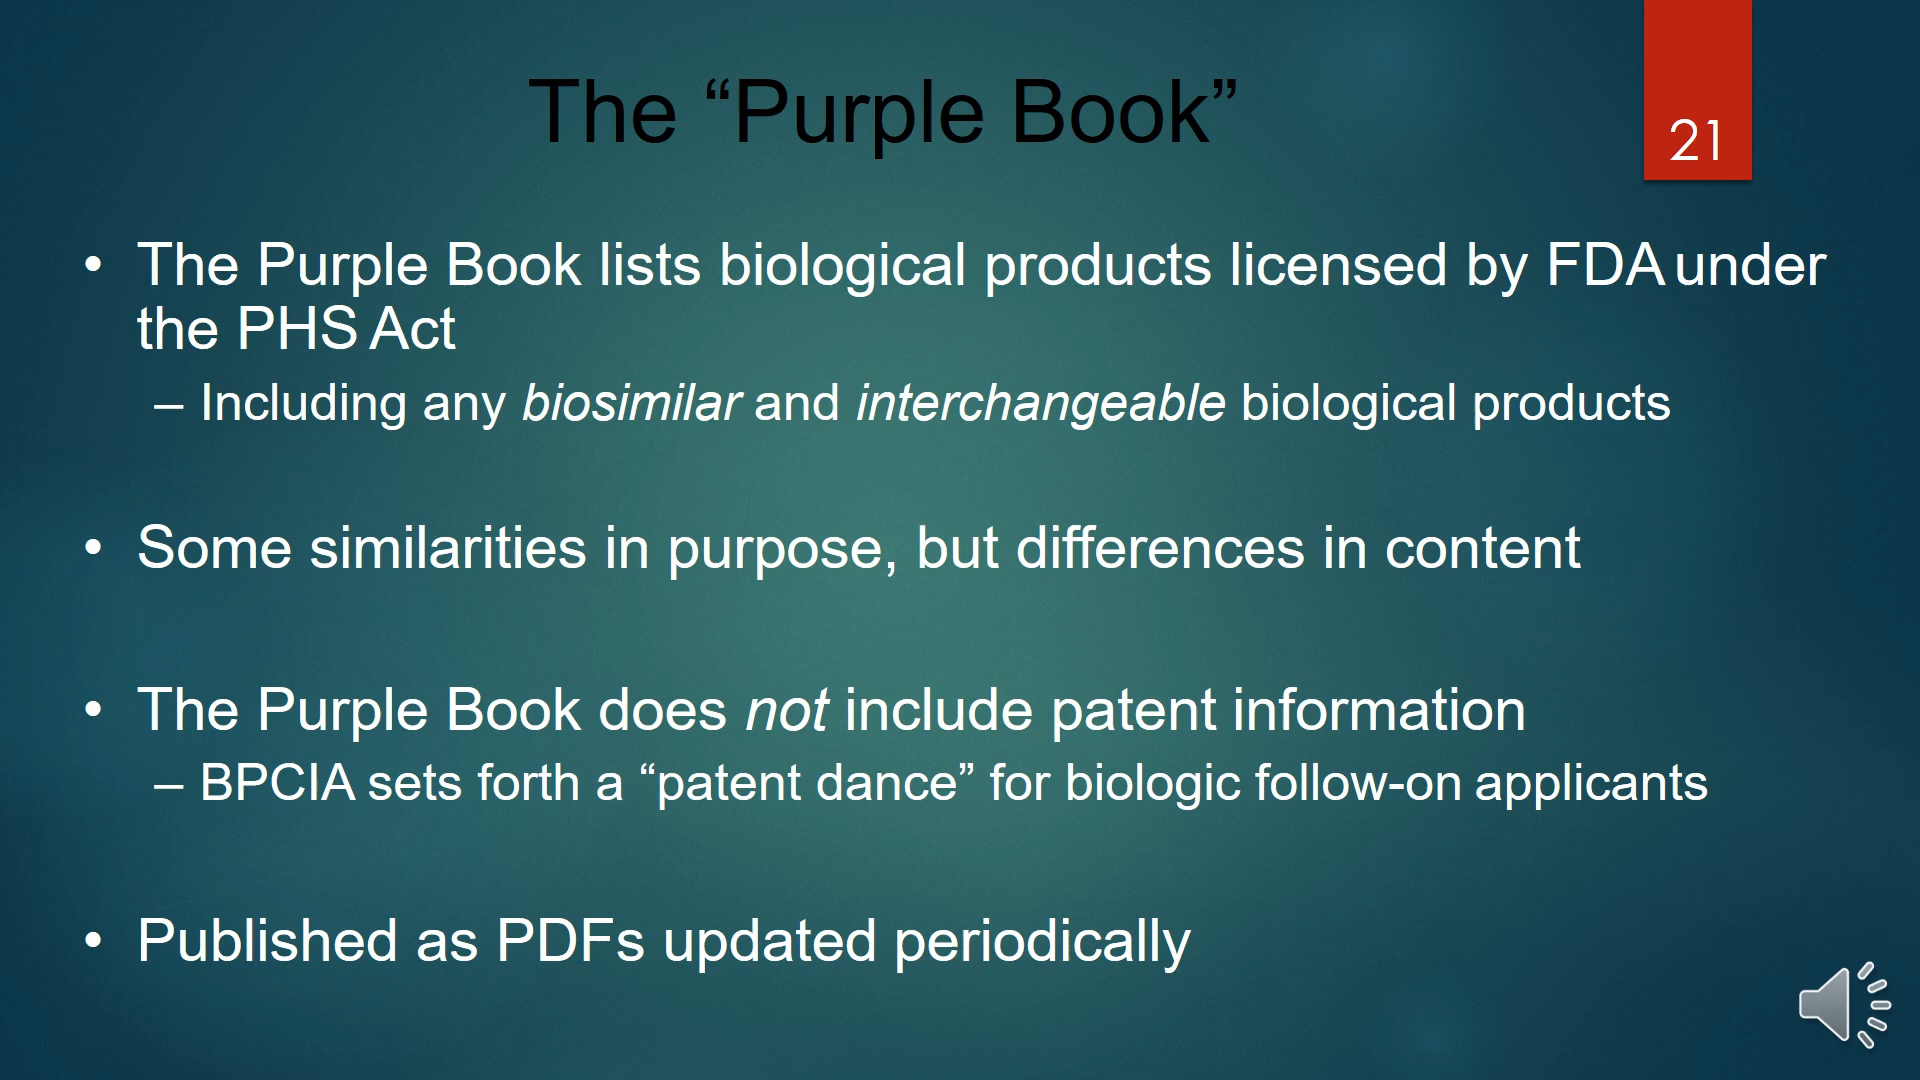 The “Purple Book”
21
• The Purple Book lists biological products licensed by FDA under
the PHS Act
– Including any biosimilar and interchangeable biological products
• Some similarities in purpose, but differences in content
• The Purple Book does not include patent information
– BPCIA sets forth a “patent dance” for biologic follow-on applicants
• Published as PDFs updated periodically